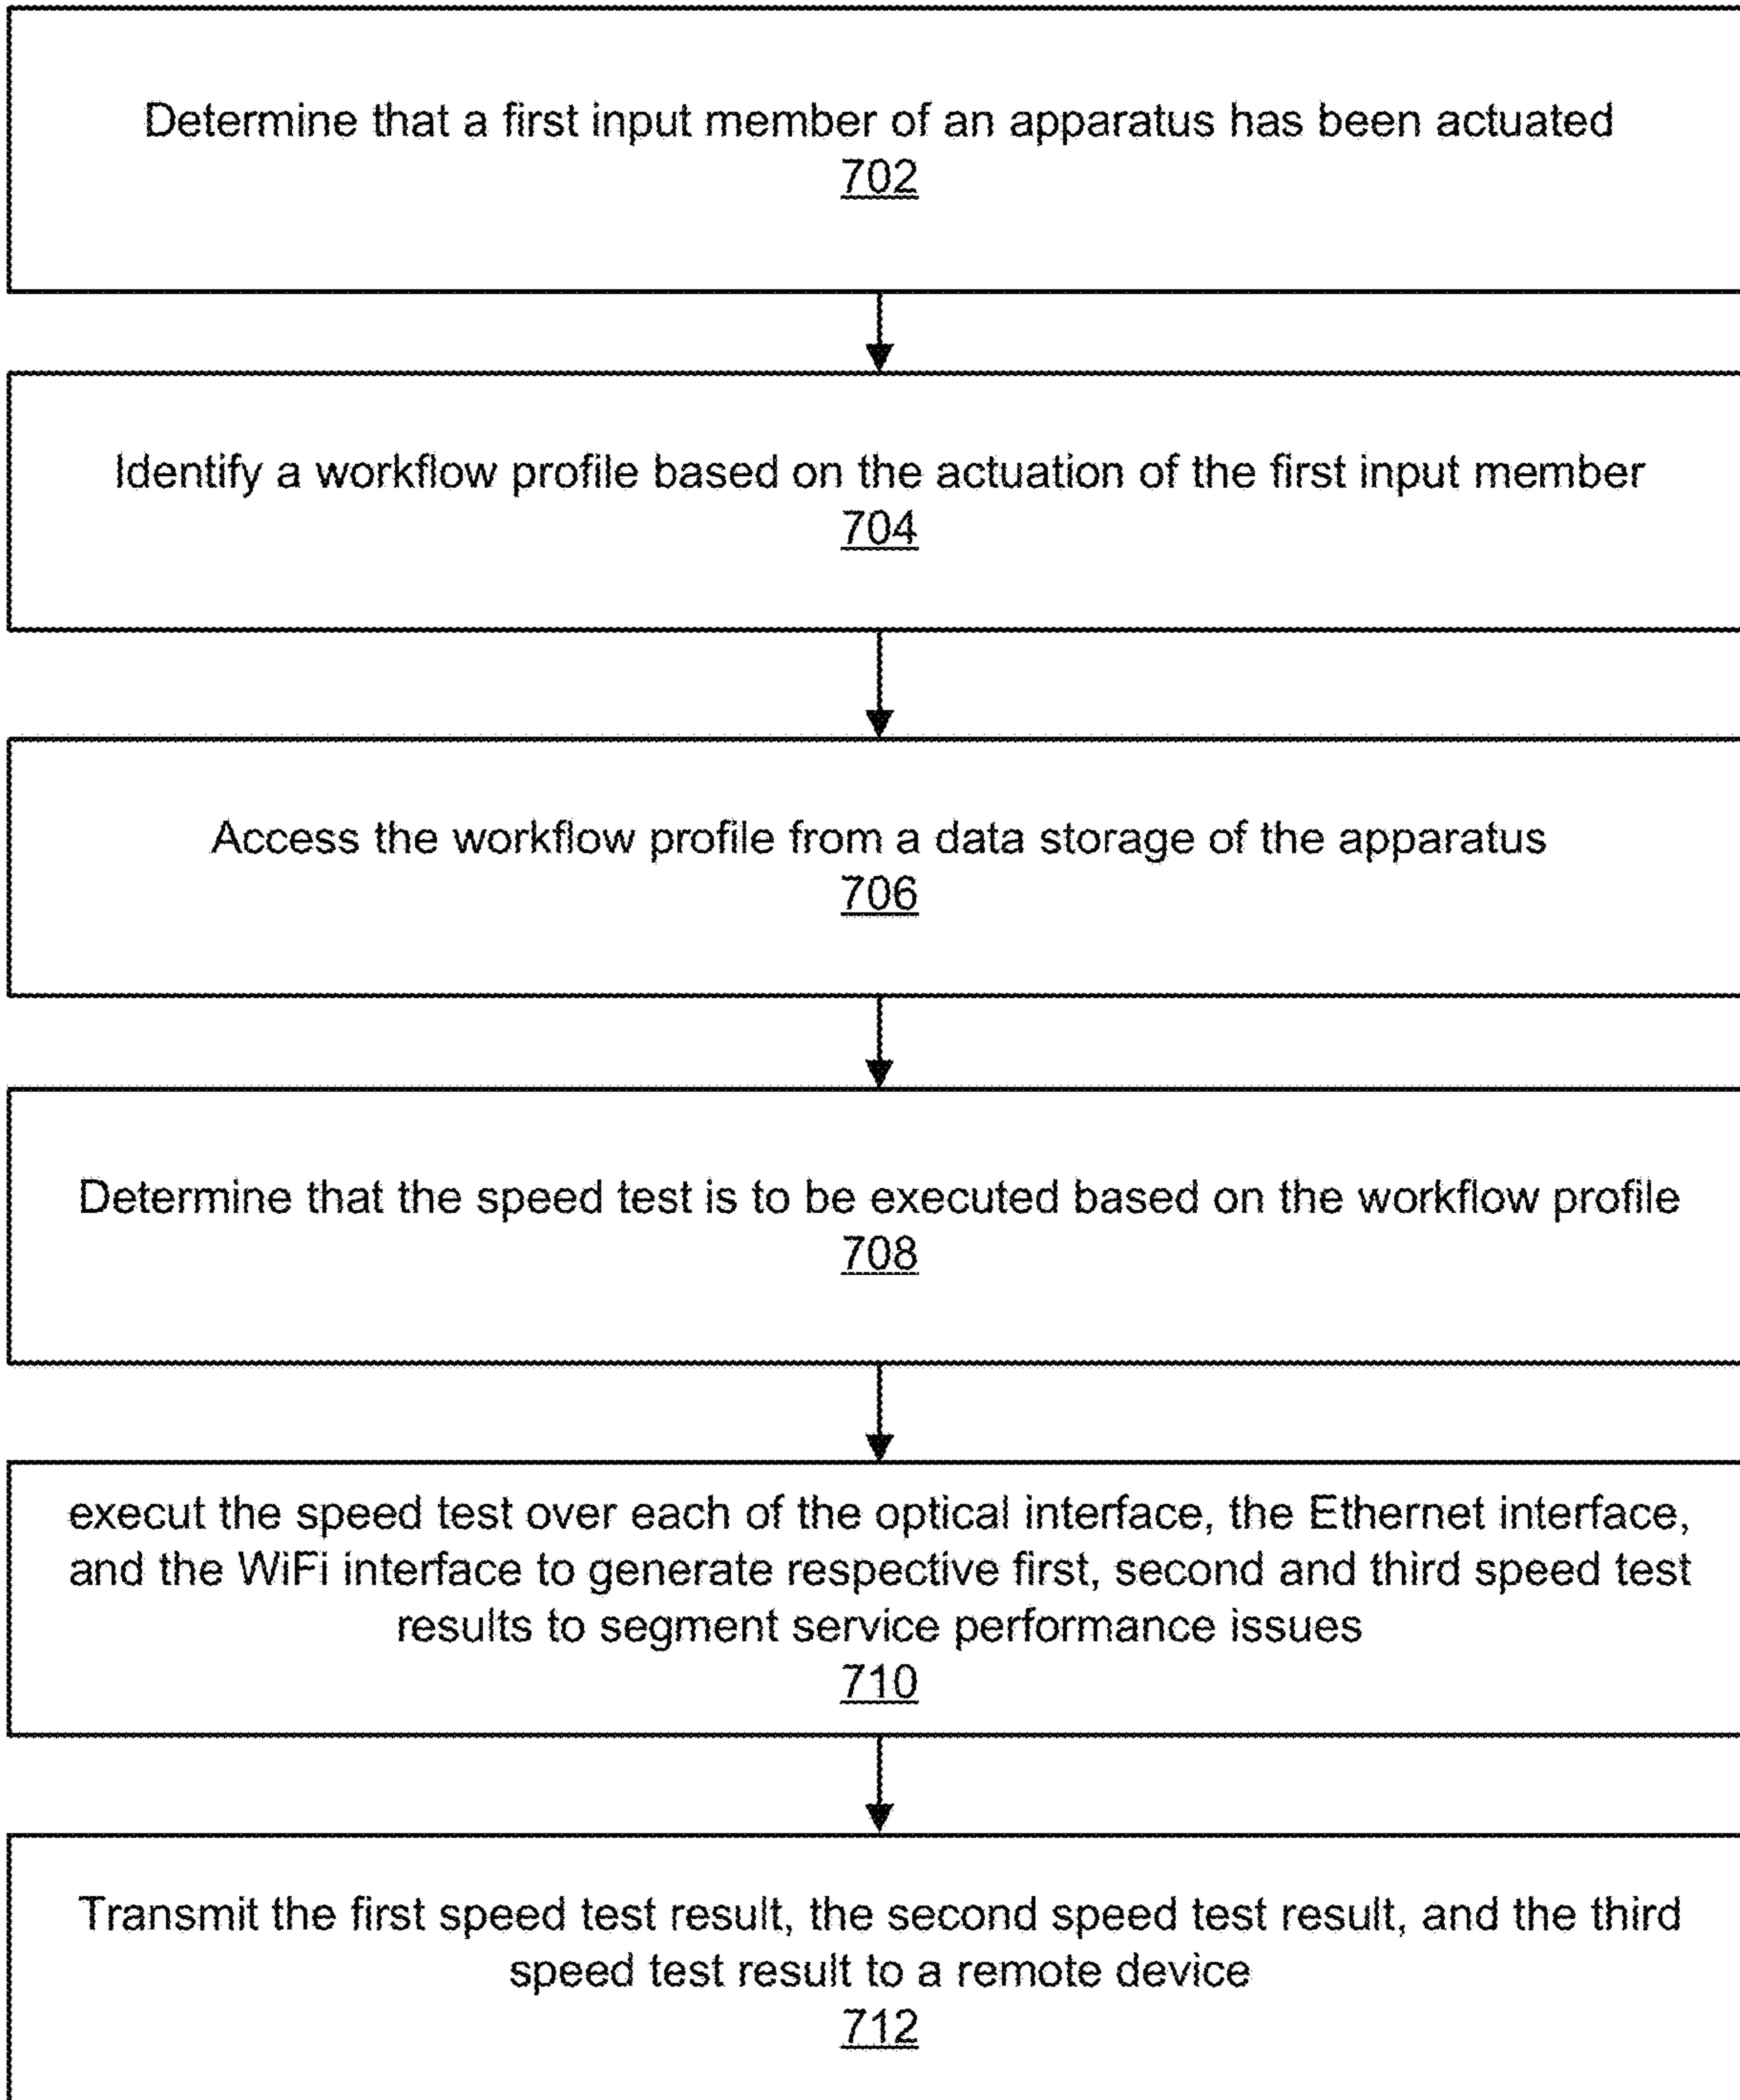 Determine that a first input member of an apparatus has been actuated
702
Identify a workflow profile based on the actuation of the first input member
704
Access the workflow profile from a data storage of the apparatus
706
Determine that the speed test is to be executed based on the workflow profile
708
execut the speed test over each of the optical interface, the Ethernet interface,
and the WiFi interface to generate respective first, second and third speed test
results to segment service performance issues
710
Transmit the first speed test result, the second speed test result, and the third
speed test result to a remote device
712